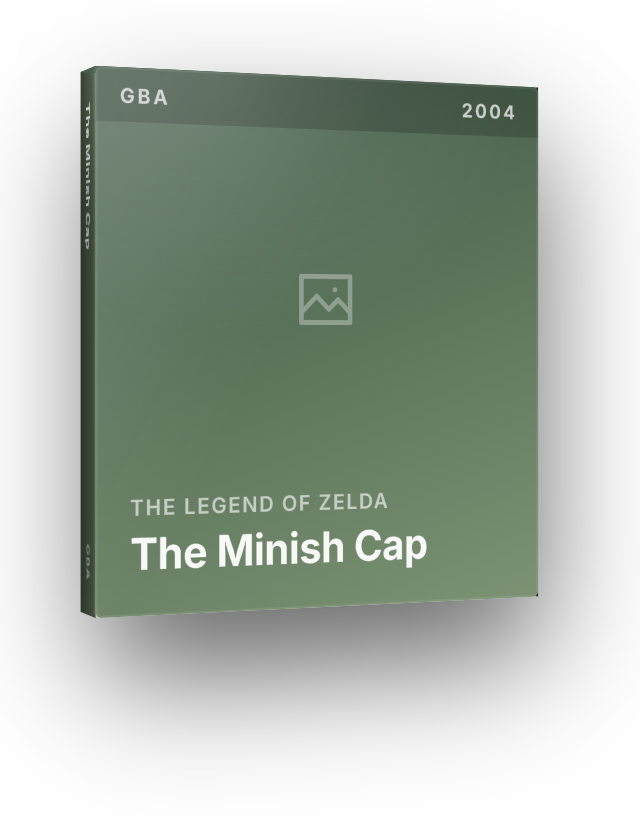 GBA
2004
The Minish Cap
GBA
THE LEGEND OF ZELDA
The Minish Cap